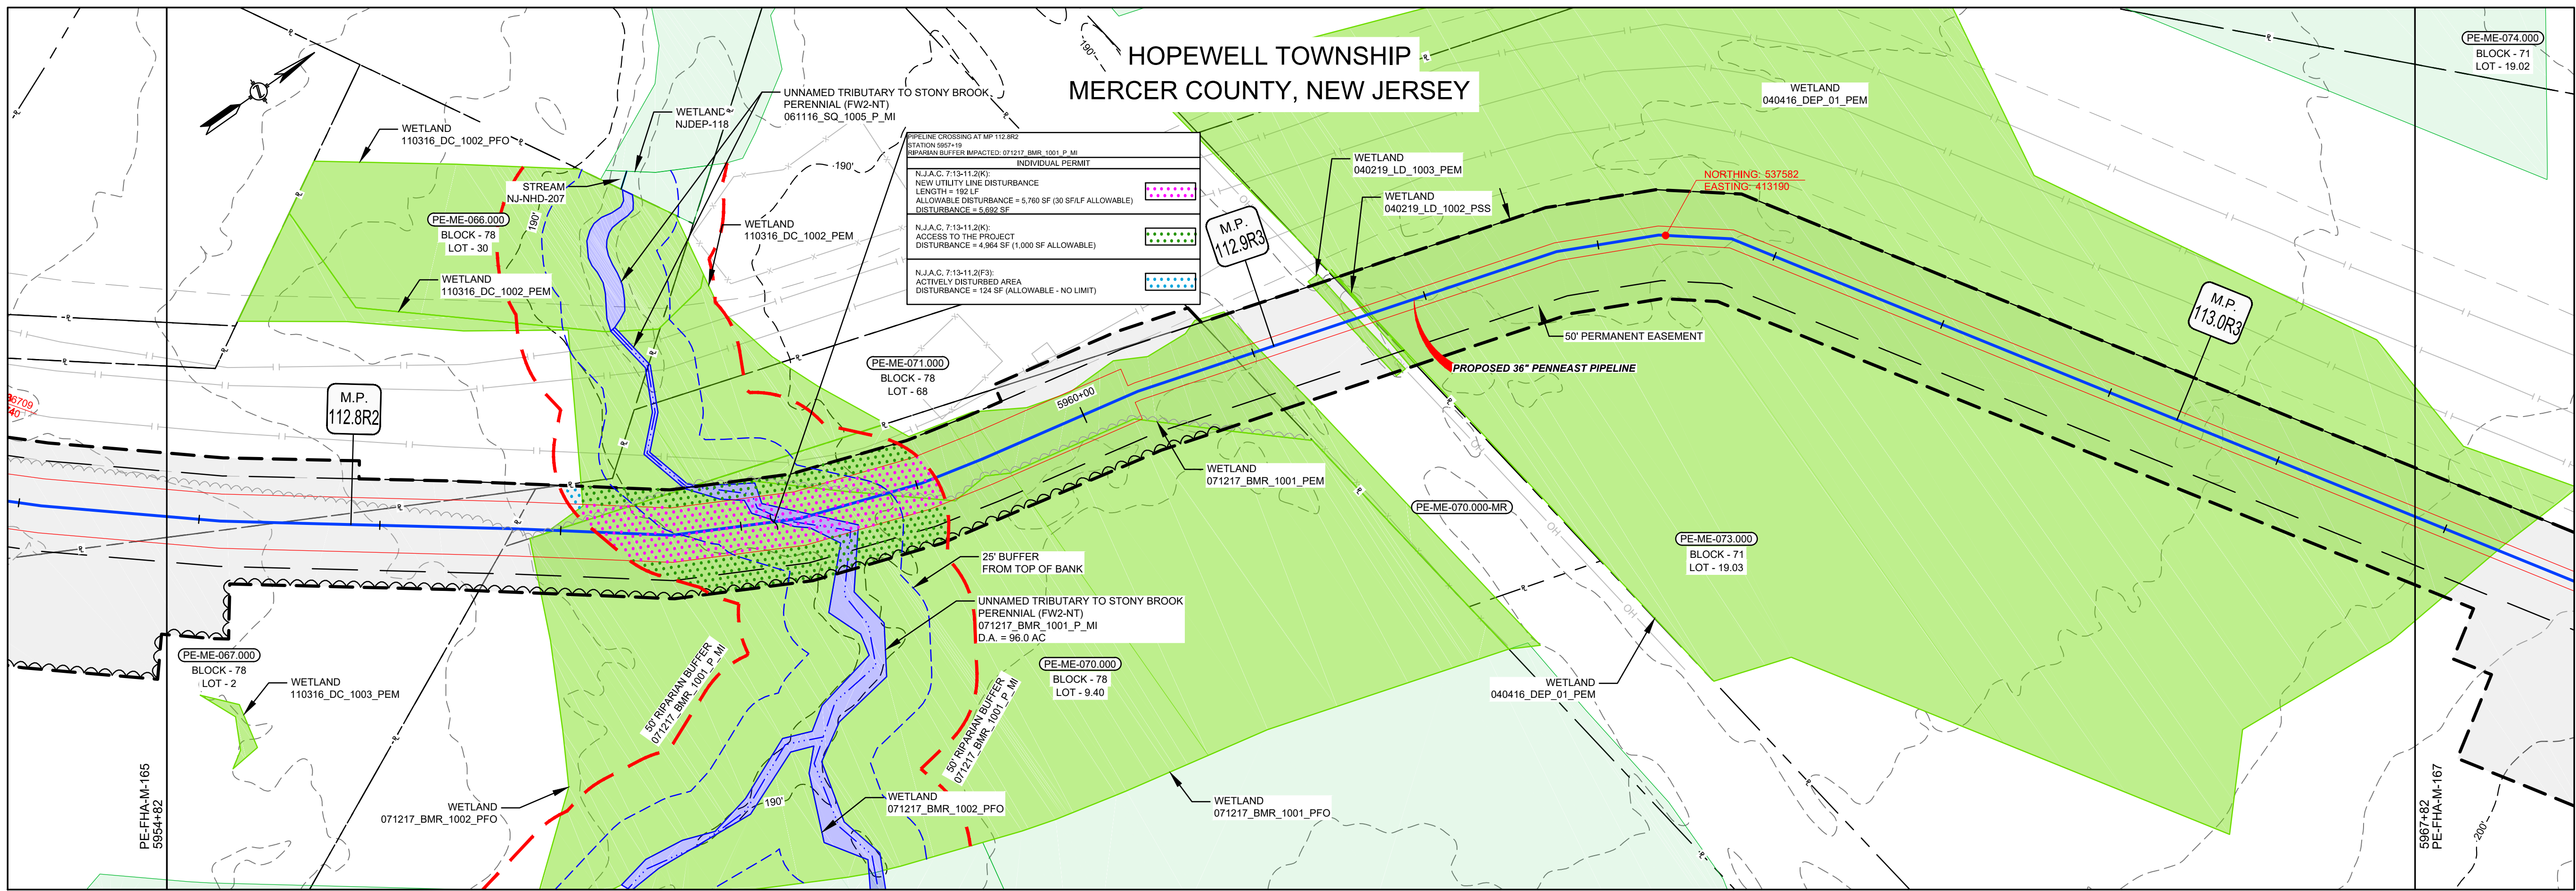 HOPEWELL TOWNSHIP
MERCER COUNTY, NEW JERSEY
PE-ME-074.000
BLOCK - 71
LOT - 19.02
190'
UNNAMED TRIBUTARY TO STONY BROOK
PERENNIAL (FW2-NT)
061116_SQ_1005_P_MI
WETLAND
NJDEP-118
WETLAND
110316_DC_1002_PFO
WETLAND
040416_DEP_01_PEM
PIPELINE CROSSING AT MP 112.8R2
STATION 5957+19
RIPARIAN BUFFER IMPACTED: 071217_BMR_1001_P_MI
INDIVIDUAL PERMIT
N.J.A.C. 7:13-11.2(K):
NEW UTILITY LINE DISTURBANCE
LENGTH = 192 LF
ALLOWABLE DISTURBANCE = 5,760 SF (30 SF/LF ALLOWABLE)
DISTURBANCE = 5,692 SF
N.J.A.C. 7:13-11.2(K):
ACCESS TO THE PROJECT
DISTURBANCE = 4,964 SF (1,000 SF ALLOWABLE)
N.J.A.C. 7:13-11.2(F3):
ACTIVELY DISTURBED AREA
DISTURBANCE = 124 SF (ALLOWABLE - NO LIMIT)
-190'
STREAM
NJ-NHD-207
PE-ME-066.000
BLOCK - 78
LOT - 30
190'
WETLAND
110316_DC_1002_PEM
WETLAND
110316_DC_1002_PEM
WETLAND
040219_LD_1003_PEM
WETLAND
040219_LD_1002_PSS
NORTHING: 537582
EASTING: 413190
M.P.
112.9R3
M.P.
113.0R3
50' PERMANENT EASEMENT
PROPOSED 36" PENNEAST PIPELINE
PE-ME-071.000
BLOCK - 78
LOT - 68
M.P.
112.8R2
6709
40
5960+00
WETLAND
071217_BMR_1001_PEM
OH
PE-ME-070.000-MR
OH
PE-ME-073.000
BLOCK - 71
LOT - 19.03
25' BUFFER
FROM TOP OF BANK
UNNAMED TRIBUTARY TO STONY BROOK
PERENNIAL (FW2-NT)
071217_BMR_1001_P_MI
D.A. = 96.0 AC
OH
PE-ME-067.000
BLOCK - 78
LOT - 2
WETLAND
110316_DC_1003_PEM
50' RIPARIAN BUFFER
071217_BMR_1001_P_MI
PE-ME-070.000
BLOCK - 78
LOT - 9.40
50' RIPARIAN BUFFER
071217_BMR_1001_P_MI
WETLAND
040416_DEP_01_PEM
WETLAND
071217_BMR_1002_PFO
190'
WETLAND
071217_BMR_1002_PFO
WETLAND
071217_BMR_1001_PFO
PE-FHA-M-165
5954+82
5967+82
PE-FHA-M-167
200'